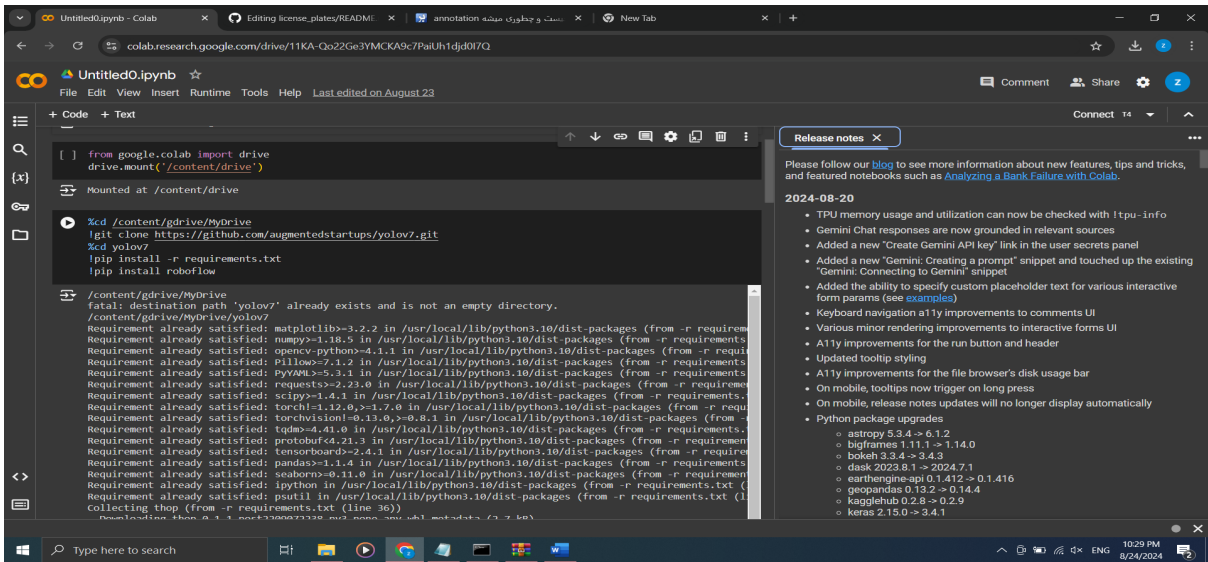 Untitled0.ipynb - Colab
Editing license_plates/README
annotation چیست و چطوری میشه
New Tab
colab.research.google.com/drive/11KA-Qo22Ge3YMCKA9c7PaiUh1djd0I7Q
Untitled0.ipynb
File Edit View Insert Runtime Tools Help Last edited on August 23
Comment Share Z
+ Code + Text
Connect T4
[ ] from google.colab import drive
drive.mount('/content/drive')
Mounted at /content/drive
%cd /content/gdrive/MyDrive
!git clone https://github.com/augmentedstartups/yolov7.git
%cd yolov7
!pip install -r requirements.txt
!pip install roboflow
/content/gdrive/MyDrive
fatal: destination path 'yolov7' already exists and is not an empty directory.
/content/gdrive/MyDrive/yolov7
Requirement already satisfied: matplotlib>=3.2.2 in /usr/local/lib/python3.10/dist-packages (from -r requirem
Requirement already satisfied: numpy>=1.18.5 in /usr/local/lib/python3.10/dist-packages (from -r requirements
Requirement already satisfied: opencv-python>=4.1.1 in /usr/local/lib/python3.10/dist-packages (from -r requi
Requirement already satisfied: Pillow>=7.1.2 in /usr/local/lib/python3.10/dist-packages (from -r requirements
Requirement already satisfied: PyYAML>=5.3.1 in /usr/local/lib/python3.10/dist-packages (from -r requirements
Requirement already satisfied: requests>=2.23.0 in /usr/local/lib/python3.10/dist-packages (from -r requiremen
Requirement already satisfied: scipy>=1.4.1 in /usr/local/lib/python3.10/dist-packages (from -r requirements.
Requirement already satisfied: torch!=1.12.0,>=1.7.0 in /usr/local/lib/python3.10/dist-packages (from -r requ
Requirement already satisfied: torchvision!=0.13.0,>=0.8.1 in /usr/local/lib/python3.10/dist-packages (from -
Requirement already satisfied: tqdm>=4.41.0 in /usr/local/lib/python3.10/dist-packages (from -r requirements.
Requirement already satisfied: protobuf<4.21.3 in /usr/local/lib/python3.10/dist-packages (from -r requiremen
Requirement already satisfied: tensorboard>=2.4.1 in /usr/local/lib/python3.10/dist-packages (from -r require
Requirement already satisfied: pandas>=1.1.4 in /usr/local/lib/python3.10/dist-packages (from -r requirements
Requirement already satisfied: seaborn>=0.11.0 in /usr/local/lib/python3.10/dist-packages (from -r requiremen
Requirement already satisfied: ipython in /usr/local/lib/python3.10/dist-packages (from -r requirements.txt (
Requirement already satisfied: psutil in /usr/local/lib/python3.10/dist-packages (from -r requirements.txt (l
Collecting thop (from -r requirements.txt (line 36))
Release notes
Please follow our blog to see more information about new features, tips and tricks,
and featured notebooks such as Analyzing a Bank Failure with Colab.
2024-08-20
TPU memory usage and utilization can now be checked with !tpu-info
Gemini Chat responses are now grounded in relevant sources
Added a new "Create Gemini API key" link in the user secrets panel
Added a new "Gemini: Creating a prompt" snippet and touched up the existing
"Gemini: Connecting to Gemini" snippet
Added the ability to specify custom placeholder text for various interactive
form params (see examples)
Keyboard navigation a11y improvements to comments UI
Various minor rendering improvements to interactive forms UI
A11y improvements for the run button and header
Updated tooltip styling
A11y improvements for the file browser's disk usage bar
On mobile, tooltips now trigger on long press
On mobile, release notes updates will no longer display automatically
Python package upgrades
astropy 5.3.4 -> 6.1.2
bigframes 1.11.1 -> 1.14.0
bokeh 3.3.4 -> 3.4.3
dask 2023.8.1 -> 2024.7.1
earthengine-api 0.1.412 -> 0.1.416
geopandas 0.13.2 -> 0.14.4
kagglehub 0.2.8 -> 0.2.9
keras 2.15.0 -> 3.4.1
Type here to search
ENG
10:29 PM
8/24/2024